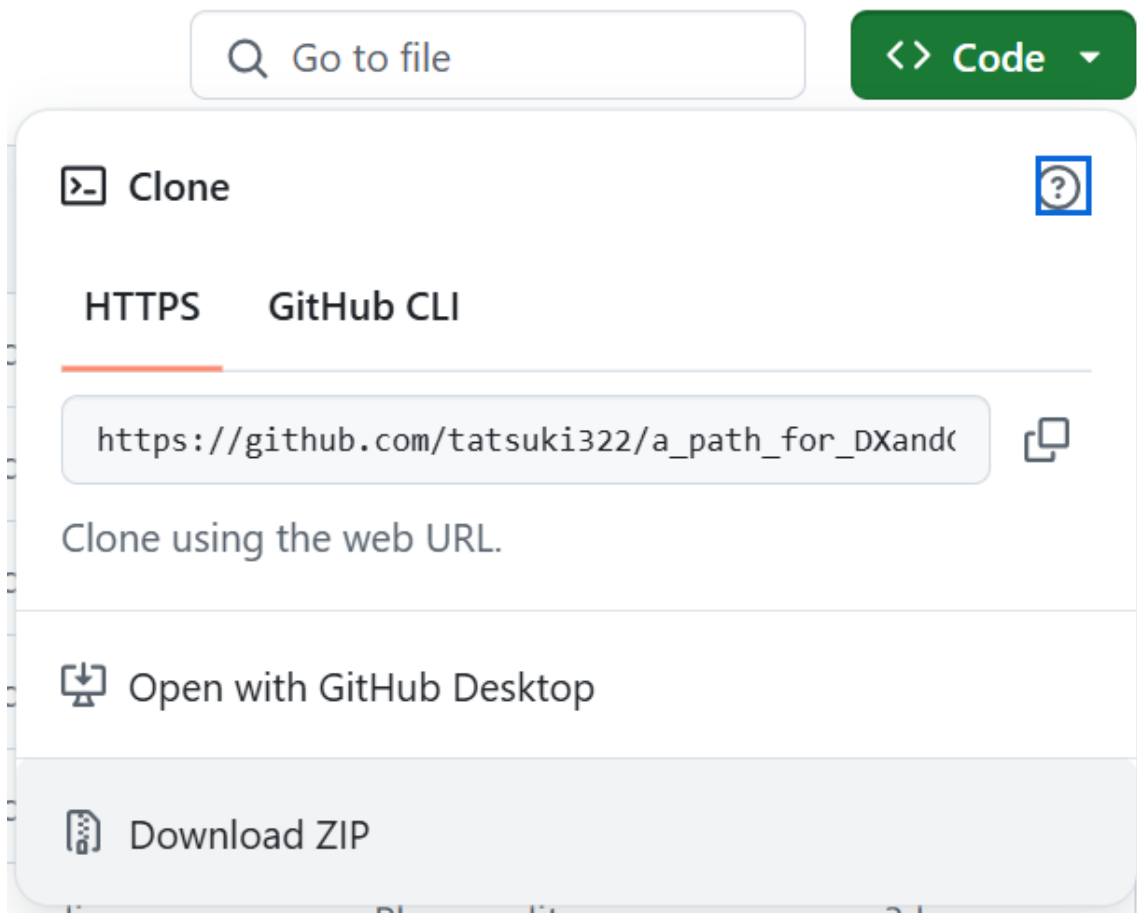 Go to file
Code
Clone
HTTPS GitHub CLI
https://github.com/tatsuki322/a_path_for_DXand
Clone using the web URL.
Open with GitHub Desktop
Download ZIP